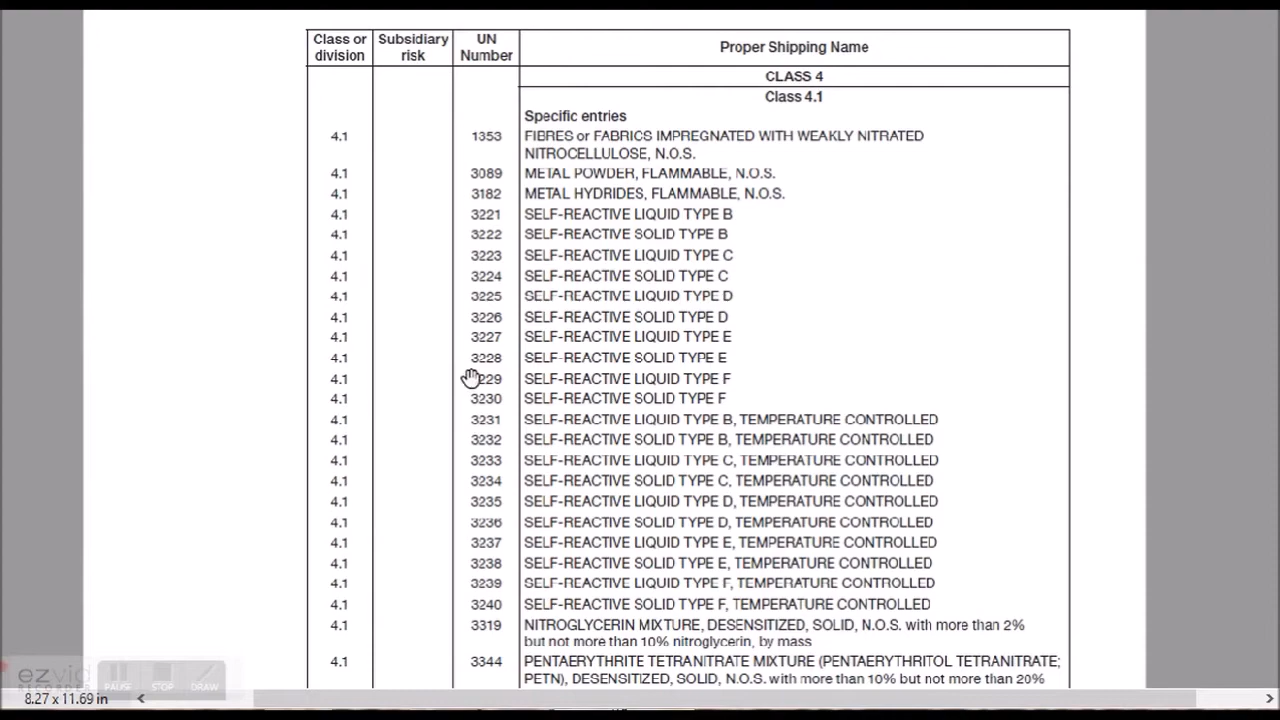 Class or division Subsidiary risk UN Number Proper Shipping Name
CLASS 4
Class 4.1
Specific entries
4.1 1353 FIBRES or FABRICS IMPREGNATED WITH WEAKLY NITRATED
NITROCELLULOSE, N.O.S.
4.1 3089 METAL POWDER, FLAMMABLE, N.O.S.
4.1 3182 METAL HYDRIDES, FLAMMABLE, N.O.S.
4.1 3221 SELF-REACTIVE LIQUID TYPE B
4.1 3222 SELF-REACTIVE SOLID TYPE B
4.1 3223 SELF-REACTIVE LIQUID TYPE C
4.1 3224 SELF-REACTIVE SOLID TYPE C
4.1 3225 SELF-REACTIVE LIQUID TYPE D
4.1 3226 SELF-REACTIVE SOLID TYPE D
4.1 3227 SELF-REACTIVE LIQUID TYPE E
4.1 3228 SELF-REACTIVE SOLID TYPE E
4.1 229 SELF-REACTIVE LIQUID TYPE F
4.1 3230 SELF-REACTIVE SOLID TYPE F
4.1 3231 SELF-REACTIVE LIQUID TYPE B, TEMPERATURE CONTROLLED
4.1 3232 SELF-REACTIVE SOLID TYPE B, TEMPERATURE CONTROLLED
4.1 3233 SELF-REACTIVE LIQUID TYPE C, TEMPERATURE CONTROLLED
4.1 3234 SELF-REACTIVE SOLID TYPE C, TEMPERATURE CONTROLLED
4.1 3235 SELF-REACTIVE LIQUID TYPE D, TEMPERATURE CONTROLLED
4.1 3236 SELF-REACTIVE SOLID TYPE D, TEMPERATURE CONTROLLED
4.1 3237 SELF-REACTIVE LIQUID TYPE E, TEMPERATURE CONTROLLED
4.1 3238 SELF-REACTIVE SOLID TYPE E, TEMPERATURE CONTROLLED
4.1 3239 SELF-REACTIVE LIQUID TYPE F, TEMPERATURE CONTROLLED
4.1 3240 SELF-REACTIVE SOLID TYPE F, TEMPERATURE CONTROLLED
4.1 3319 NITROGLYCERIN MIXTURE, DESENSITIZED, SOLID, N.O.S. with more than 2%
but not more than 10% nitroglycerin, by mass
4.1 3344 PENTAERYTHRITE TETRANITRATE MIXTURE (PENTAERYTHRITOL TETRANITRATE;
PETN), DESENSITIZED, SOLID, N.O.S. with more than 10% but not more than 20%
ezvid
RECORDER PAUSE STOP DRAW
8.27 x 11.69 in